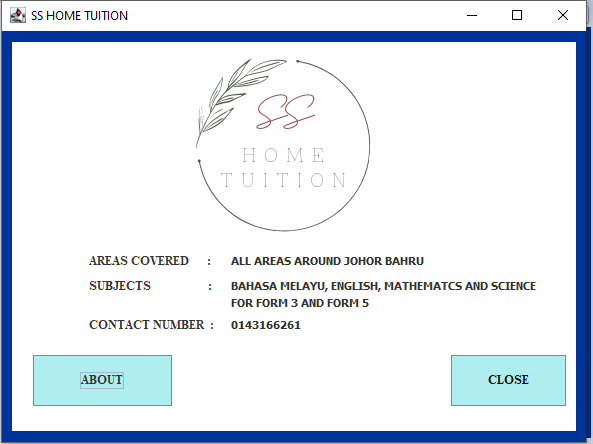 SS HOME TUITION
SS
HOME
TUITION
AREAS COVERED : ALL AREAS AROUND JOHOR BAHRU
SUBJECTS : BAHASA MELAYU, ENGLISH, MATHEMATCS AND SCIENCE
FOR FORM 3 AND FORM 5
CONTACT NUMBER : 0143166261
ABOUT CLOSE